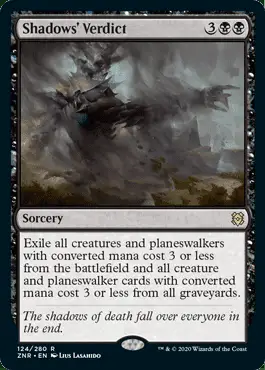 Shadows' Verdict 3
Sorcery
Exile all creatures and planeswalkers
with converted mana cost 3 or less
from the battlefield and all creature
and planeswalker cards with converted
mana cost 3 or less from all graveyards.
The shadows of death fall over everyone in
the end.
124/280 R
ZNR • EN LIUS LASAHIDO
™ & © 2020 Wizards of the Coast